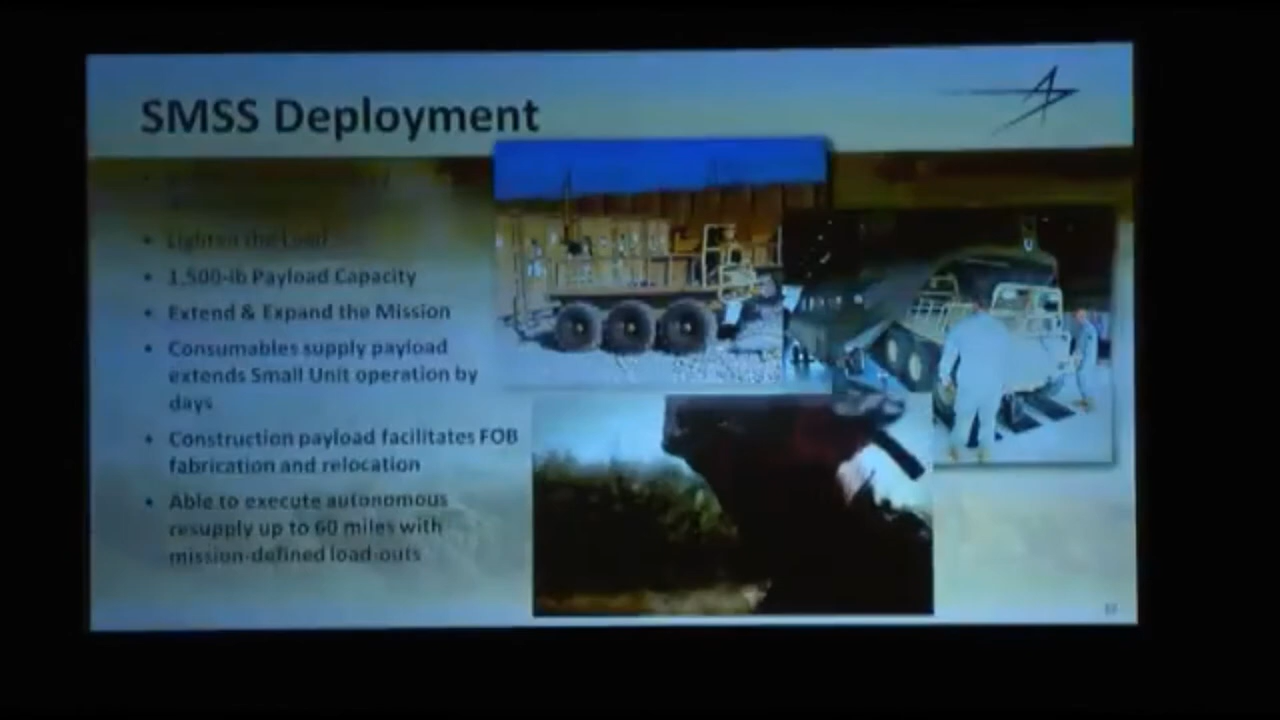 SMSS Deployment
• Lighten the Load
• 1,500-lb Payload Capacity
• Extend & Expand the Mission
• Consumables supply payload
extends Small Unit operation by
days
• Construction payload facilitates FOB
fabrication and relocation
• Able to execute autonomous
resupply up to 60 miles with
mission-defined load-outs